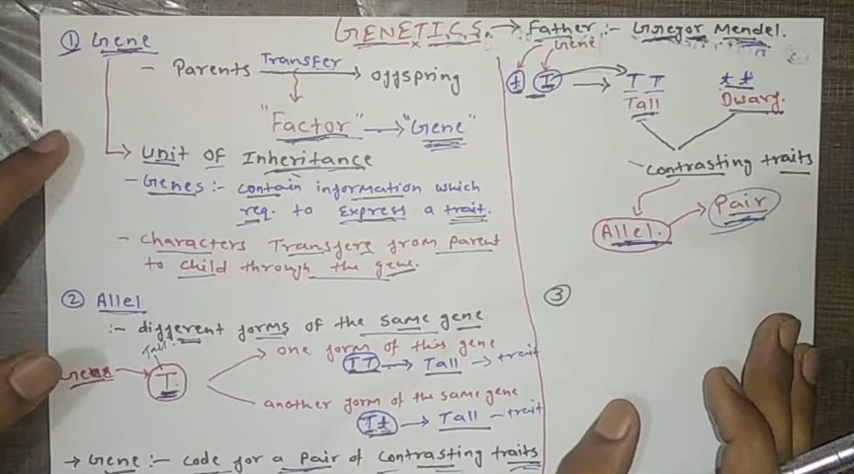 GENETICS. → Father :- Gregor Mendel.
① Gene
- Parents Transfer → offspring
"Factor" → "Gene"
→ unit of Inheritance
- Genes :- contain information which
req. to express a trait.
- characters Transfere from parent
to child through the gene.
② Allel
:- different forms of the same gene
Tall.
Genes → T.
one form of this gene
TT → Tall → trait
another form of the same gene
Tt → Tall - trait
→ Gene :- code for a pair of contrasting traits
Gene
t T → TT tt
Tall Dwarf.
- contrasting traits
Allel. → Pair
③